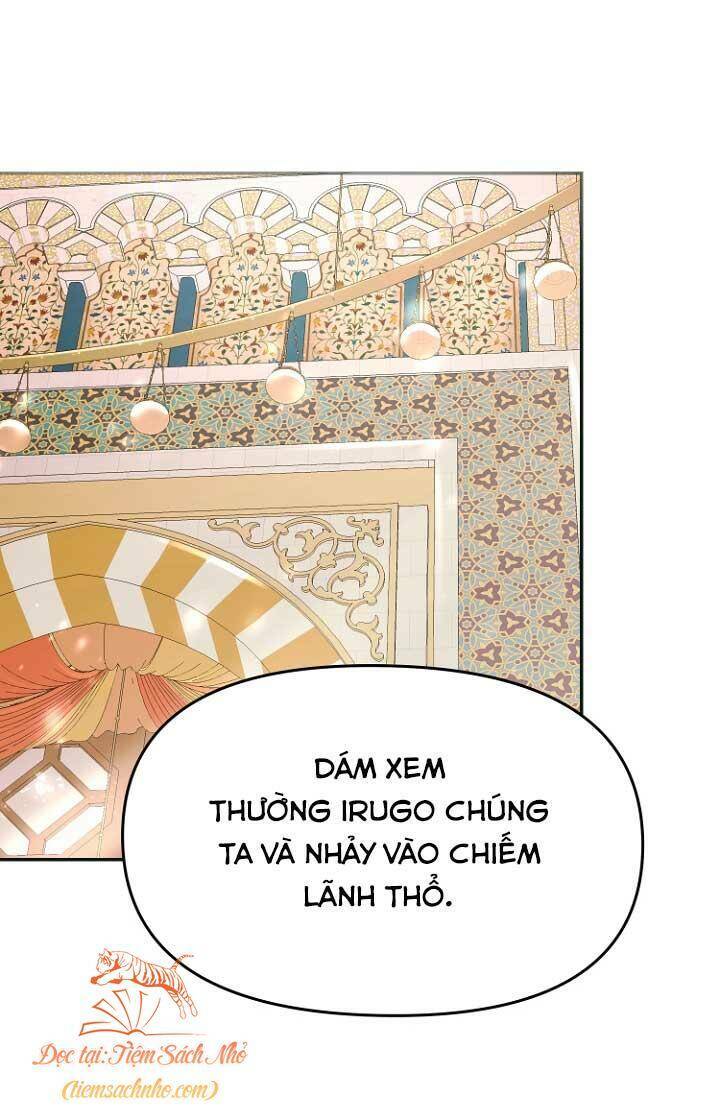 DÁM XEM
THƯỜNG IRUGO CHÚNG
TA VÀ NHẢY VÀO CHIẾM
LÃNH THỔ.
Đọc tại: Tiệm Sách Nhỏ
(tiemsachnho.com)